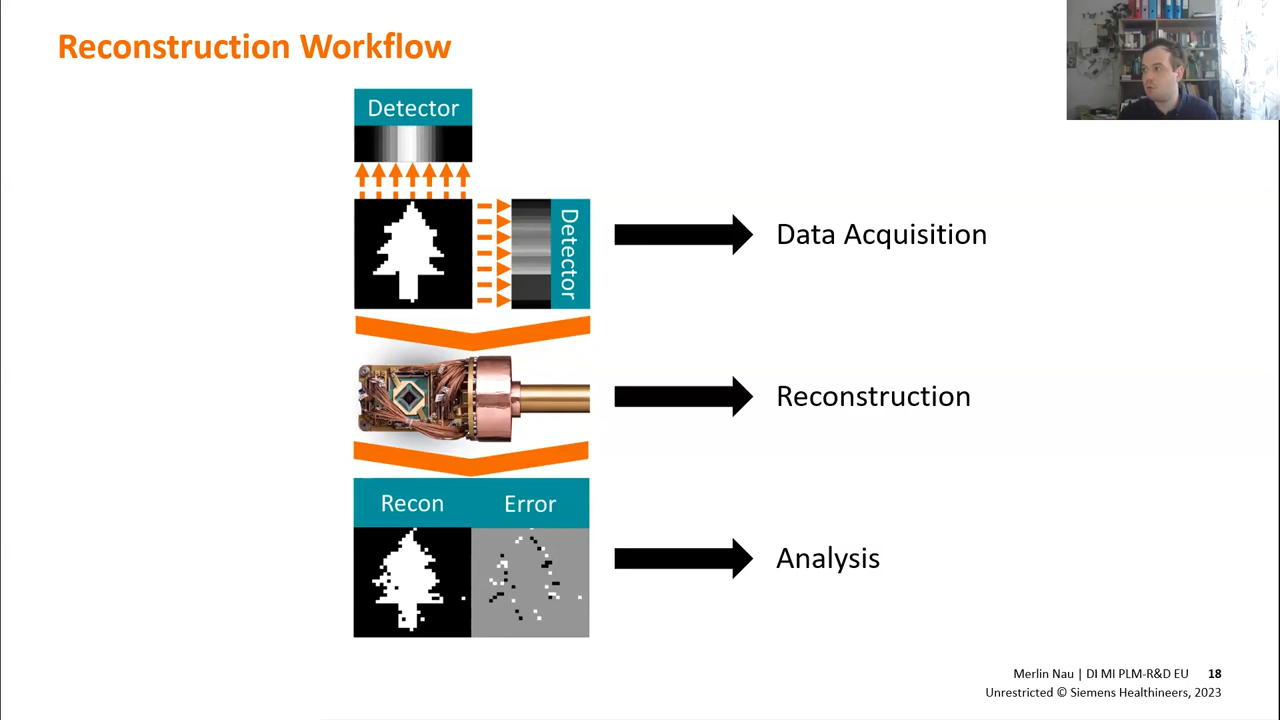 Reconstruction Workflow
Detector
Detector
Data Acquisition
Reconstruction
Recon
Error
Analysis
Merlin Nau | DI MI PLM-R&D EU 18
Unrestricted © Siemens Healthineers, 2023